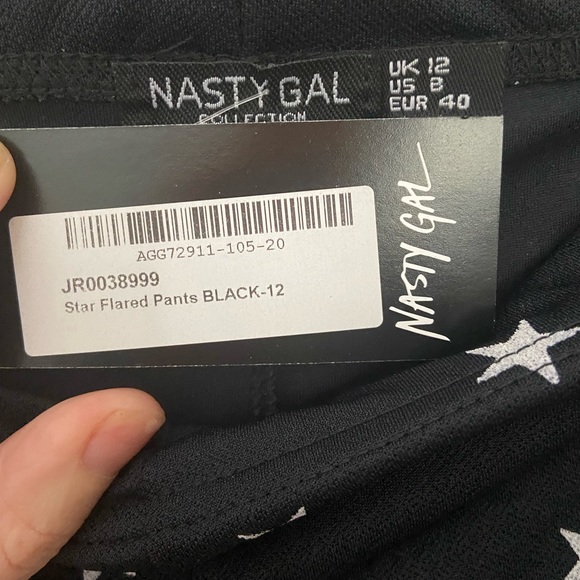 NASTY GAL
COLLECTION
UK 12
US 8
EUR 40
AGG72911-105-20
JR0038999
Star Flared Pants BLACK-12
NASTY GAL